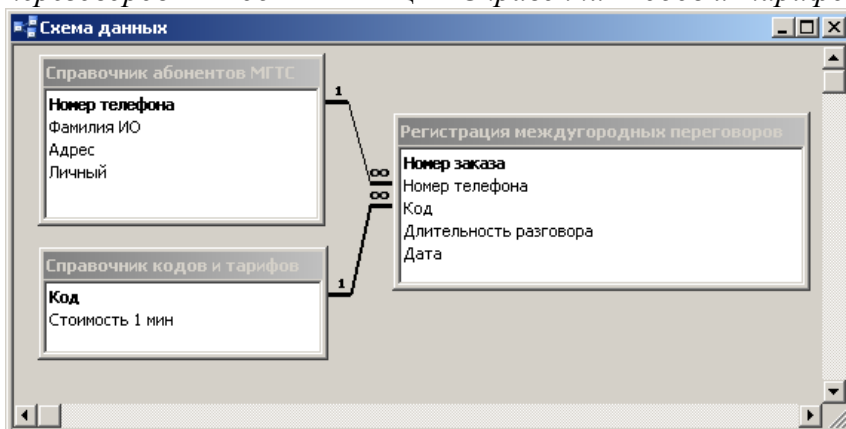 Схема данных
Справочник абонентов МГТС
Номер телефона
Фамилия ИО
Адрес
Личный
1
∞
Регистрация междугородных переговоров
Номер заказа
Номер телефона
Код
Длительность разговора
Дата
∞
Справочник кодов и тарифов
Код
Стоимость 1 мин
1